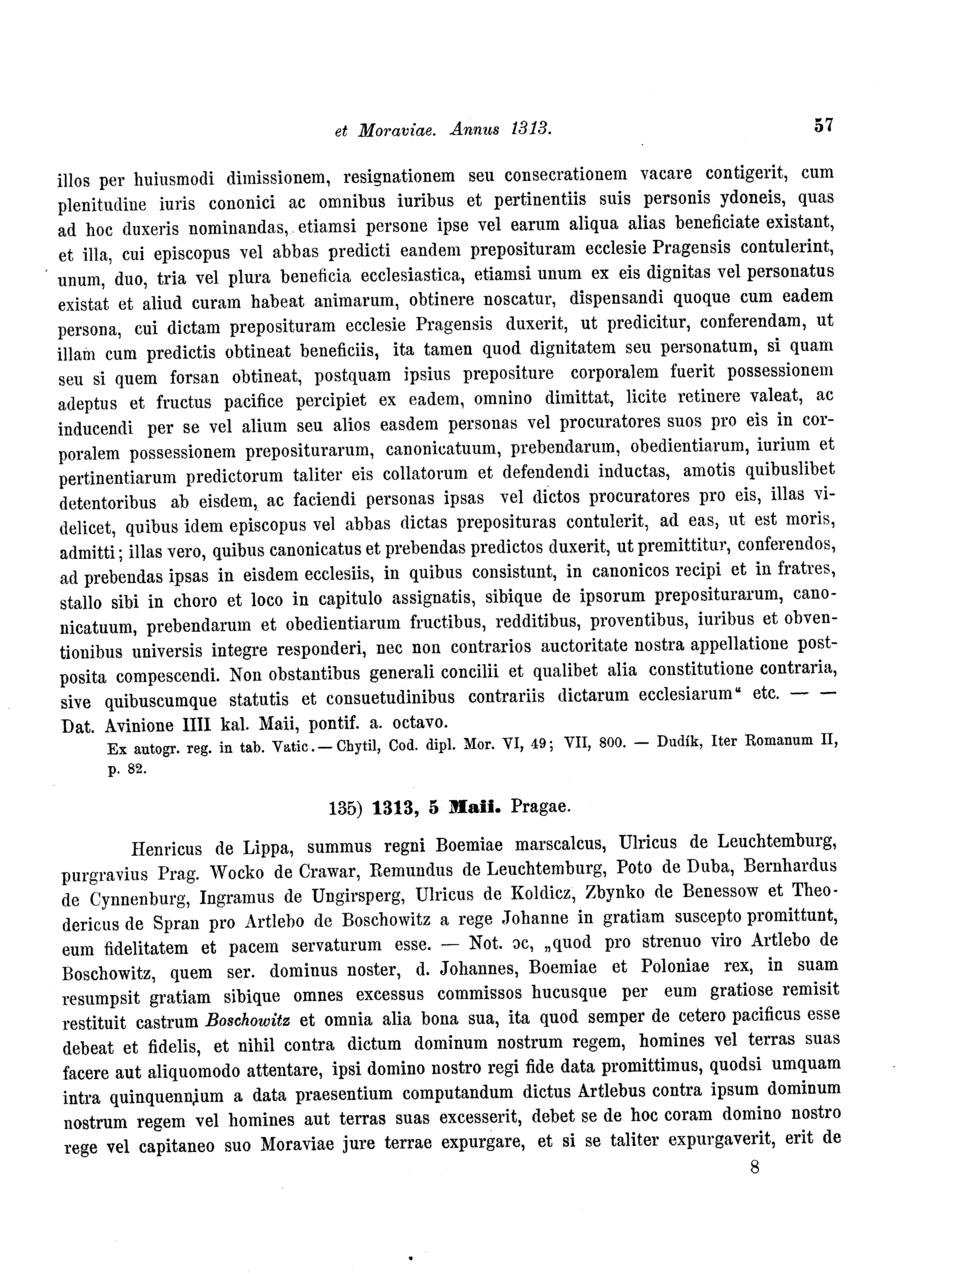 et Moraviae. Annus 1313. 57
illos per huiusmodi dimissionem, resignationem seu consecrationem vacare contigerit, cum
plenitudine iuris cononici ac omnibus iuribus et pertinentiis suis personis ydoneis, quas
ad hoc duxeris nominandas, etiamsi persone ipse vel earum aliqua alias beneficiate existant,
et illa, cui episcopus vel abbas predicti eandem preposituram ecclesie Pragensis contulerint,
unum, duo, tria vel plura beneficia ecclesiastica, etiamsi unum ex eis dignitas vel personatus
existat et aliud curam habeat animarum, obtinere noscatur, dispensandi quoque cum eadem
persona, cui dictam preposituram ecclesie Pragensis duxerit, ut predicitur, conferendam, ut
illam cum predictis obtineat beneficiis, ita tamen quod dignitatem seu personatum, si quam
seu si quem forsan obtineat, postquam ipsius prepositure corporalem fuerit possessionem
adeptus et fructus pacifice percipiet ex eadem, omnino dimittat, licite retinere valeat, ac
inducendi per se vel alium seu alios easdem personas vel procuratores suos pro eis in cor-
poralem possessionem prepositurarum, canonicatuum, prebendarum, obedientiarum, iurium et
pertinentiarum predictorum taliter eis collatorum et defendendi inductas, amotis quibuslibet
detentoribus ab eisdem, ac faciendi personas ipsas vel dictos procuratores pro eis, illas vi-
delicet, quibus idem episcopus vel abbas dictas preposituras contulerit, ad eas, ut est moris,
admitti; illas vero, quibus canonicatus et prebendas predictos duxerit, ut premittitur, conferendos,
ad prebendas ipsas in eisdem ecclesiis, in quibus consistunt, in canonicos recipi et in fratres,
stallo sibi in choro et loco in capitulo assignatis, sibique de ipsorum prepositurarum, cano-
nicatuum, prebendarum et obedientiarum fructibus, redditibus, proventibus, iuribus et obven-
tionibus universis integre responderi, nec non contrarios auctoritate nostra appellatione post-
posita compescendi. Non obstantibus generali concilii et qualibet alia constitutione contraria,
sive quibuscumque statutis et consuetudinibus contrariis dictarum ecclesiarum“ etc. — —
Dat. Avinione IIII kal. Maii, pontif. a. octavo.
Ex autogr. reg. in tab. Vatic. — Chytil, Cod. dipl. Mor. VI, 49; VII, 800. — Dudík, Iter Romanum II,
p. 82.
135) 1313, 5 Maii. Pragae.
Henricus de Lippa, summus regni Boemiae marscalcus, Ulricus de Leuchtemburg,
purgravius Prag. Wocko de Crawar, Remundus de Leuchtemburg, Poto de Duba, Bernhardus
de Cynnenburg, Ingramus de Ungirsperg, Ulricus de Koldicz, Zbynko de Benessow et Theo-
dericus de Spran pro Artlebo de Boschowitz a rege Johanne in gratiam suscepto promittunt,
eum fidelitatem et pacem servaturum esse. — Not. ɔc, „quod pro strenuo viro Artlebo de
Boschowitz, quem ser. dominus noster, d. Johannes, Boemiae et Poloniae rex, in suam
resumpsit gratiam sibique omnes excessus commissos hucusque per eum gratiose remisit
restituit castrum Boschowitz et omnia alia bona sua, ita quod semper de cetero pacificus esse
debeat et fidelis, et nihil contra dictum dominum nostrum regem, homines vel terras suas
facere aut aliquomodo attentare, ipsi domino nostro regi fide data promittimus, quodsi umquam
intra quinquennium a data praesentium computandum dictus Artlebus contra ipsum dominum
nostrum regem vel homines aut terras suas excesserit, debet se de hoc coram domino nostro
rege vel capitaneo suo Moraviae jure terrae expurgare, et si se taliter expurgaverit, erit de
8